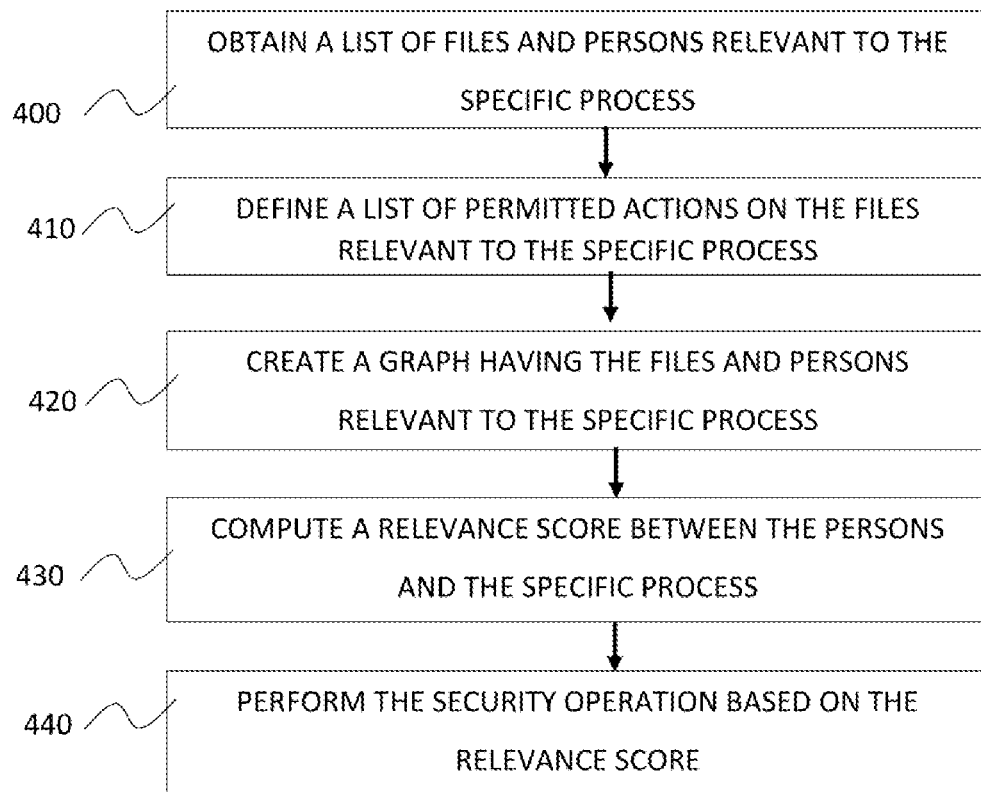 OBTAIN A LIST OF FILES AND PERSONS RELEVANT TO THE
SPECIFIC PROCESS
400
DEFINE A LIST OF PERMITTED ACTIONS ON THE FILES
RELEVANT TO THE SPECIFIC PROCESS
410
CREATE A GRAPH HAVING THE FILES AND PERSONS
RELEVANT TO THE SPECIFIC PROCESS
420
COMPUTE A RELEVANCE SCORE BETWEEN THE PERSONS
AND THE SPECIFIC PROCESS
430
PERFORM THE SECURITY OPERATION BASED ON THE
RELEVANCE SCORE
440